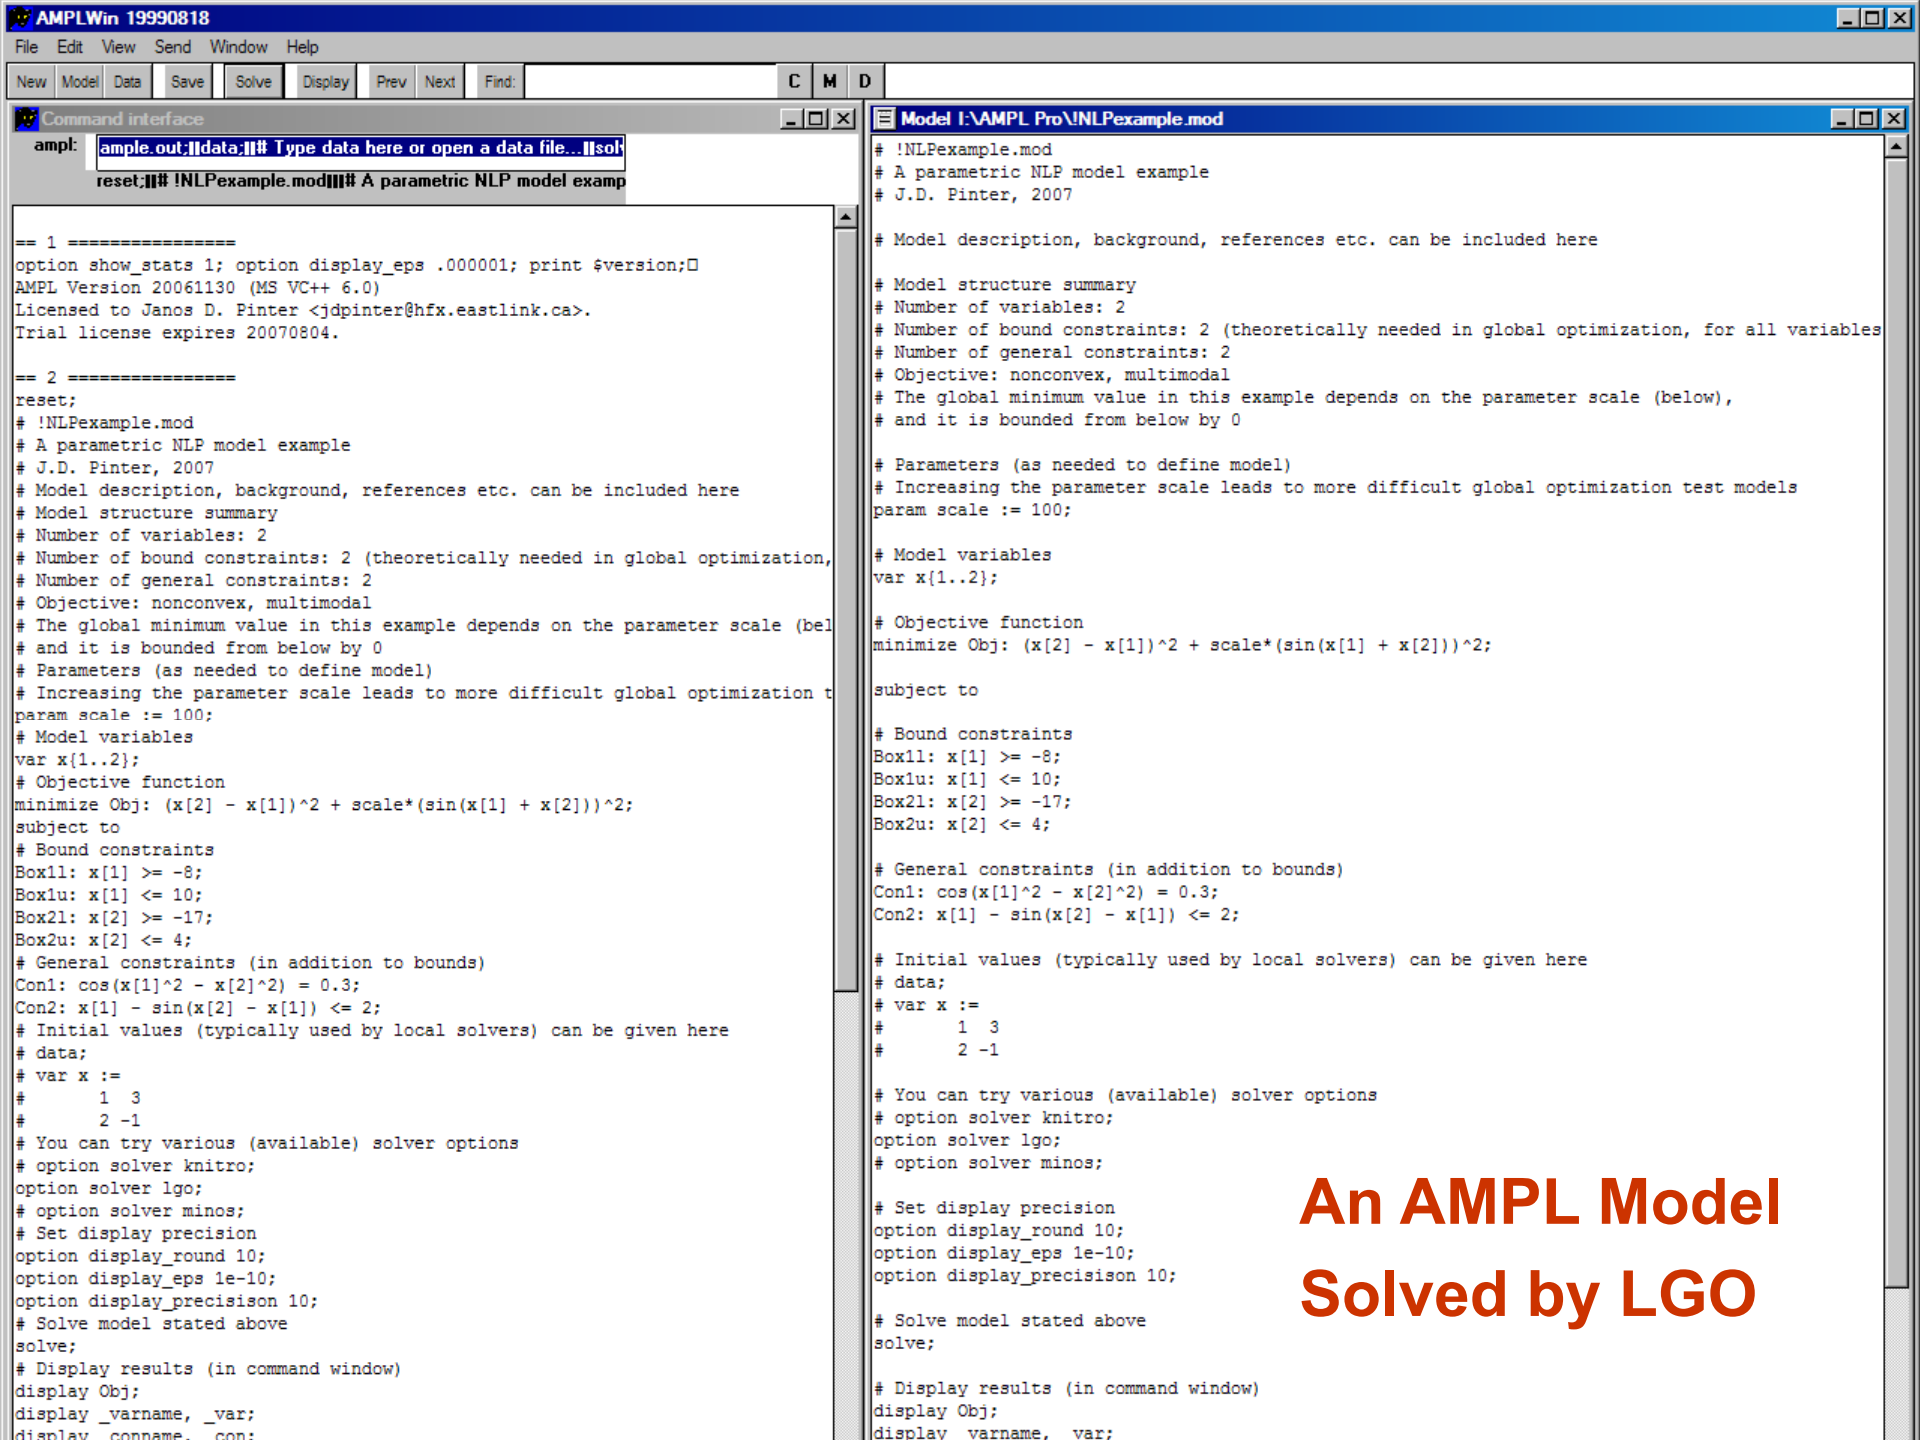 AMPLWin 19990818
File Edit View Send Window Help
New Model Data Save Solve Display Prev Next Find: C M D
Command interface
ampl: ample.out;||data;||# Type data here or open a data file...||sol
reset;||# !NLPexample.mod|||# A parametric NLP model examp
== 1 ================
option show_stats 1; option display_eps .000001; print $version;
AMPL Version 20061130 (MS VC++ 6.0)
Licensed to Janos D. Pinter <jdpinter@hfx.eastlink.ca>.
Trial license expires 20070804.
== 2 ================
reset;
# !NLPexample.mod
# A parametric NLP model example
# J.D. Pinter, 2007
# Model description, background, references etc. can be included here
# Model structure summary
# Number of variables: 2
# Number of bound constraints: 2 (theoretically needed in global optimization,
# Number of general constraints: 2
# Objective: nonconvex, multimodal
# The global minimum value in this example depends on the parameter scale (bel
# and it is bounded from below by 0
# Parameters (as needed to define model)
# Increasing the parameter scale leads to more difficult global optimization t
param scale := 100;
# Model variables
var x{1..2};
# Objective function
minimize Obj: (x[2] - x[1])^2 + scale*(sin(x[1] + x[2]))^2;
subject to
# Bound constraints
Box1l: x[1] >= -8;
Box1u: x[1] <= 10;
Box2l: x[2] >= -17;
Box2u: x[2] <= 4;
# General constraints (in addition to bounds)
Con1: cos(x[1]^2 - x[2]^2) = 0.3;
Con2: x[1] - sin(x[2] - x[1]) <= 2;
# Initial values (typically used by local solvers) can be given here
# data;
# var x :=
# 1 3
# 2 -1
# You can try various (available) solver options
# option solver knitro;
option solver lgo;
# option solver minos;
# Set display precision
option display_round 10;
option display_eps 1e-10;
option display_precisison 10;
# Solve model stated above
solve;
# Display results (in command window)
display Obj;
display _varname, _var;
display _conname, _con;
Model I:\AMPL Pro\!NLPexample.mod
# !NLPexample.mod
# A parametric NLP model example
# J.D. Pinter, 2007
# Model description, background, references etc. can be included here
# Model structure summary
# Number of variables: 2
# Number of bound constraints: 2 (theoretically needed in global optimization, for all variables
# Number of general constraints: 2
# Objective: nonconvex, multimodal
# The global minimum value in this example depends on the parameter scale (below),
# and it is bounded from below by 0
# Parameters (as needed to define model)
# Increasing the parameter scale leads to more difficult global optimization test models
param scale := 100;
# Model variables
var x{1..2};
# Objective function
minimize Obj: (x[2] - x[1])^2 + scale*(sin(x[1] + x[2]))^2;
subject to
# Bound constraints
Box1l: x[1] >= -8;
Box1u: x[1] <= 10;
Box2l: x[2] >= -17;
Box2u: x[2] <= 4;
# General constraints (in addition to bounds)
Con1: cos(x[1]^2 - x[2]^2) = 0.3;
Con2: x[1] - sin(x[2] - x[1]) <= 2;
# Initial values (typically used by local solvers) can be given here
# data;
# var x :=
# 1 3
# 2 -1
# You can try various (available) solver options
# option solver knitro;
option solver lgo;
# option solver minos;
# Set display precision
option display_round 10;
option display_eps 1e-10;
option display_precisison 10;
# Solve model stated above
solve;
# Display results (in command window)
display Obj;
display _varname, _var;
An AMPL Model
Solved by LGO